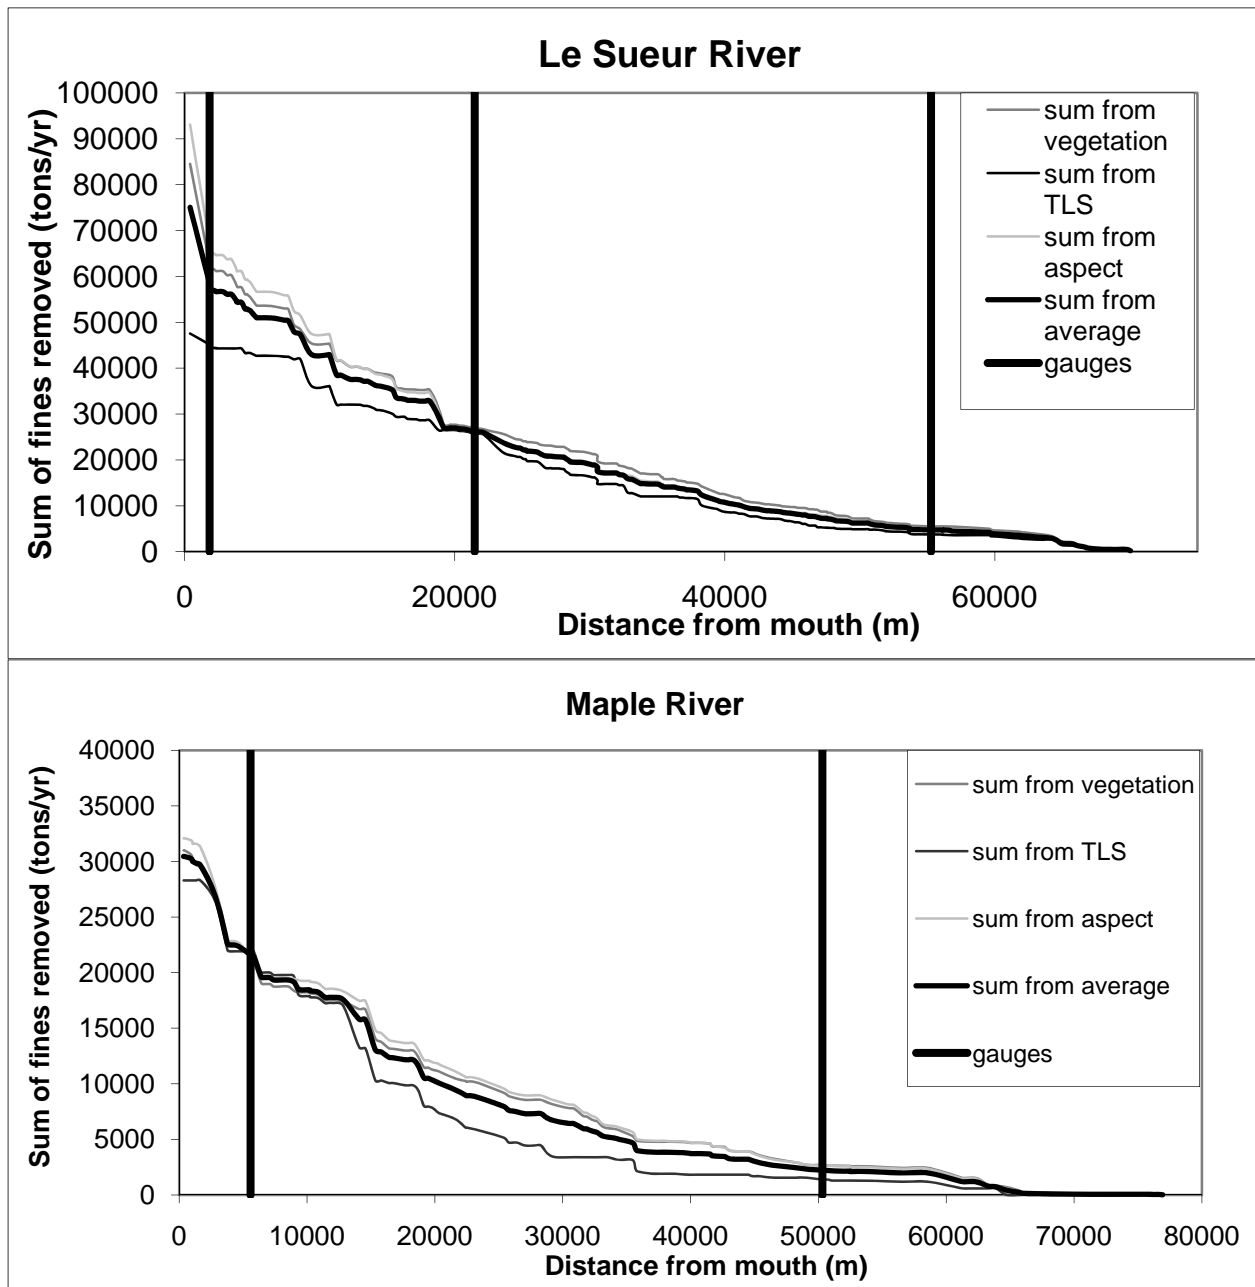 Le Sueur River
Sum of fines removed (tons/yr)
100000
90000
80000
70000
60000
50000
40000
30000
20000
10000
0
0 20000 40000 60000
Distance from mouth (m)
sum from
vegetation
sum from
TLS
sum from
aspect
sum from
average
gauges
Maple River
Sum of fines removed (tons/yr)
40000
35000
30000
25000
20000
15000
10000
5000
0
0 10000 20000 30000 40000 50000 60000 70000 80000
Distance from mouth (m)
sum from vegetation
sum from TLS
sum from aspect
sum from average
gauges